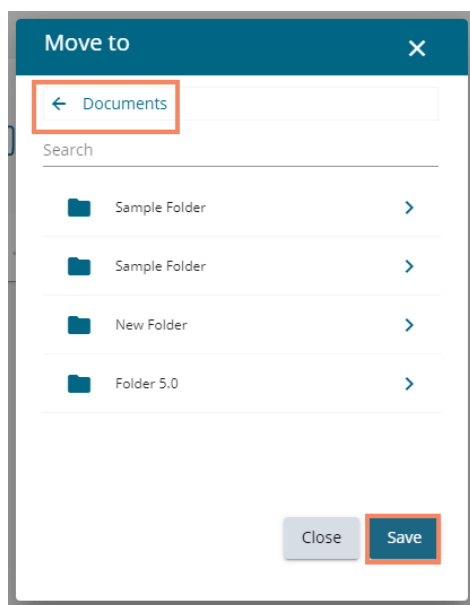 Move to
Documents
Search
Sample Folder
Sample Folder
New Folder
Folder 5.0
Close Save